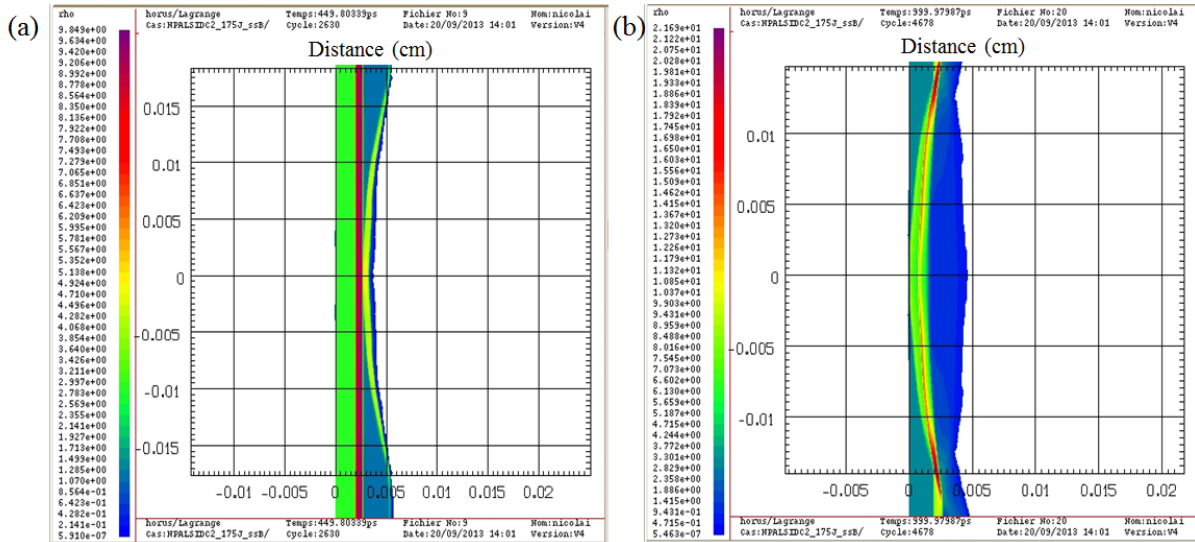 (a)
rho
horus/Lagrange Temps:449.80339ps Fichier No:9 Nom:nicolai
Cas:NPALSIDC2_175J_ssB/ Cycle:2630 Date:20/09/2013 14:01 Version:V4
Distance (cm)
9.849e+00
9.634e+00
9.420e+00
9.206e+00
8.992e+00
8.778e+00
8.564e+00
8.350e+00
8.136e+00
7.922e+00
7.708e+00
7.493e+00
7.279e+00
7.065e+00
6.851e+00
6.637e+00
6.423e+00
6.209e+00
5.995e+00
5.781e+00
5.567e+00
5.352e+00
5.138e+00
4.924e+00
4.710e+00
4.496e+00
4.282e+00
4.068e+00
3.854e+00
3.640e+00
3.426e+00
3.211e+00
2.997e+00
2.783e+00
2.569e+00
2.355e+00
2.141e+00
1.927e+00
1.713e+00
1.499e+00
1.285e+00
1.070e+00
8.564e-01
6.423e-01
4.282e-01
2.141e-01
5.910e-07
0.015
0.01
0.005
0
-0.005
-0.01
-0.015
-0.01 -0.005 0 0.005 0.01 0.015 0.02
horus/Lagrange Temps:449.80339ps Fichier No:9 Nom:nicolai
Cas:NPALSIDC2_175J_ssB/ Cycle:2630 Date:20/09/2013 14:01 Version:V4
(b)
rho
horus/Lagrange Temps:999.97987ps Fichier No:20 Nom:nicolai
Cas:NPALSIDC2_175J_ssB/ Cycle:4678 Date:20/09/2013 14:01 Version:V4
Distance (cm)
2.169e+01
2.122e+01
2.075e+01
2.028e+01
1.981e+01
1.933e+01
1.886e+01
1.839e+01
1.792e+01
1.745e+01
1.698e+01
1.650e+01
1.603e+01
1.556e+01
1.509e+01
1.462e+01
1.415e+01
1.367e+01
1.320e+01
1.273e+01
1.226e+01
1.179e+01
1.132e+01
1.085e+01
1.037e+01
9.903e+00
9.431e+00
8.959e+00
8.488e+00
8.016e+00
7.545e+00
7.073e+00
6.602e+00
6.130e+00
5.659e+00
5.187e+00
4.715e+00
4.244e+00
3.772e+00
3.301e+00
2.829e+00
2.358e+00
1.886e+00
1.415e+00
9.431e-01
4.715e-01
5.463e-07
0.01
0.005
0
-0.005
-0.01
-0.005 0 0.005 0.01 0.015 0.02
horus/Lagrange Temps:999.97987ps Fichier No:20 Nom:nicolai
Cas:NPALSIDC2_175J_ssB/ Cycle:4678 Date:20/09/2013 14:01 Version:V4